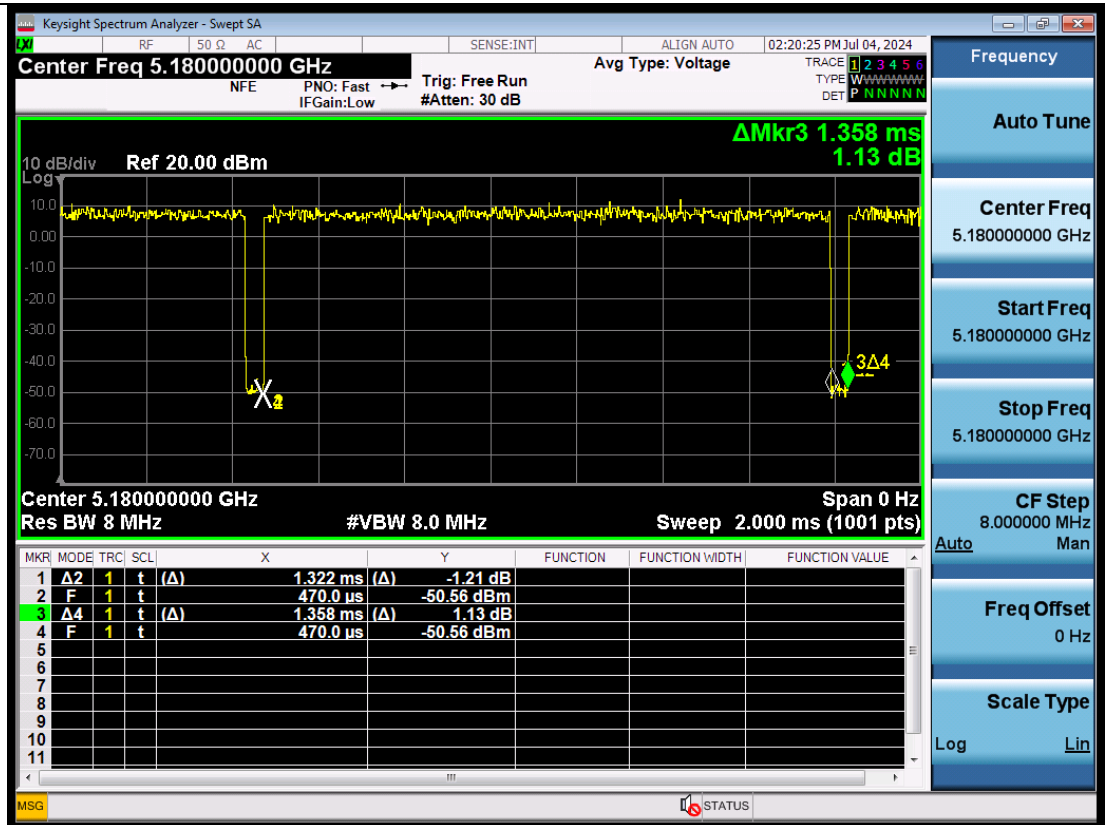 Keysight Spectrum Analyzer - Swept SA
LXI RF 50 Ω AC SENSE:INT ALIGN AUTO 02:20:25 PM Jul 04, 2024
Center Freq 5.180000000 GHz Avg Type: Voltage TRACE 1 2 3 4 5 6
NFE PNO: Fast Trig: Free Run TYPE WWWWWW
IFGain:Low #Atten: 30 dB DET P N N N N N
ΔMkr3 1.358 ms
1.13 dB
10 dB/div Ref 20.00 dBm
Log
10.0
0.00
-10.0
-20.0
-30.0
-40.0
-50.0
-60.0
-70.0
3Δ4
Center 5.180000000 GHz Span 0 Hz
Res BW 8 MHz #VBW 8.0 MHz Sweep 2.000 ms (1001 pts)
MKR MODE TRC SCL X Y FUNCTION FUNCTION WIDTH FUNCTION VALUE
1 Δ2 1 t (Δ) 1.322 ms (Δ) -1.21 dB
2 F 1 t 470.0 µs -50.56 dBm
3 Δ4 1 t (Δ) 1.358 ms (Δ) 1.13 dB
4 F 1 t 470.0 µs -50.56 dBm
5
6
7
8
9
10
11
MSG STATUS
Frequency
Auto Tune
Center Freq
5.180000000 GHz
Start Freq
5.180000000 GHz
Stop Freq
5.180000000 GHz
CF Step
8.000000 MHz
Auto Man
Freq Offset
0 Hz
Scale Type
Log Lin